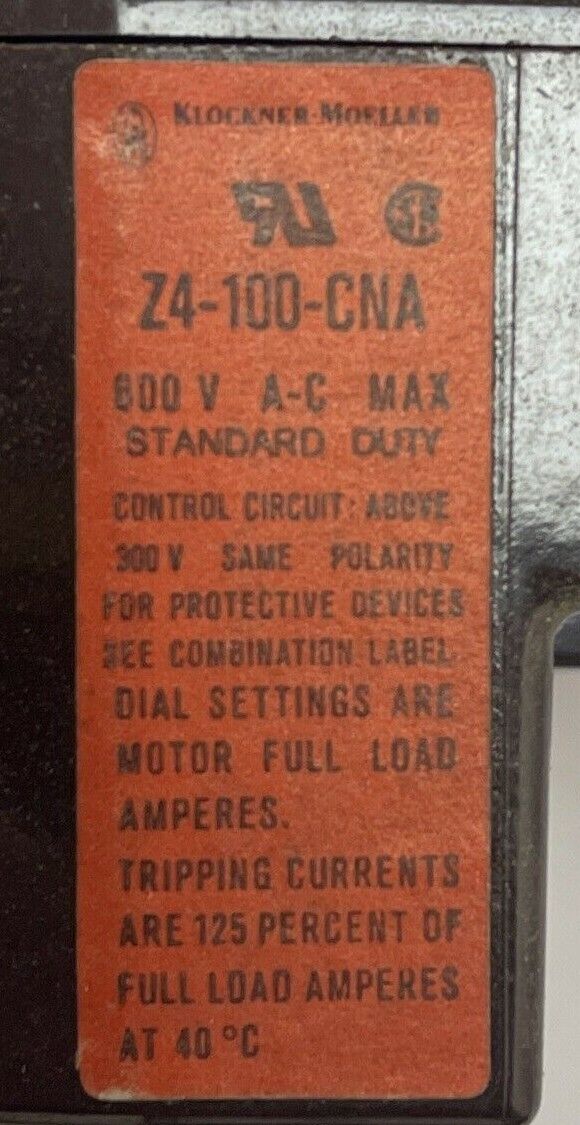 KLOCKNER-MOELLER
Z4-100-CNA
600 V A-C MAX
STANDARD DUTY
CONTROL CIRCUIT: ABOVE
300 V SAME POLARITY
FOR PROTECTIVE DEVICES
SEE COMBINATION LABEL.
DIAL SETTINGS ARE
MOTOR FULL LOAD
AMPERES.
TRIPPING CURRENTS
ARE 125 PERCENT OF
FULL LOAD AMPERES
AT 40 °C